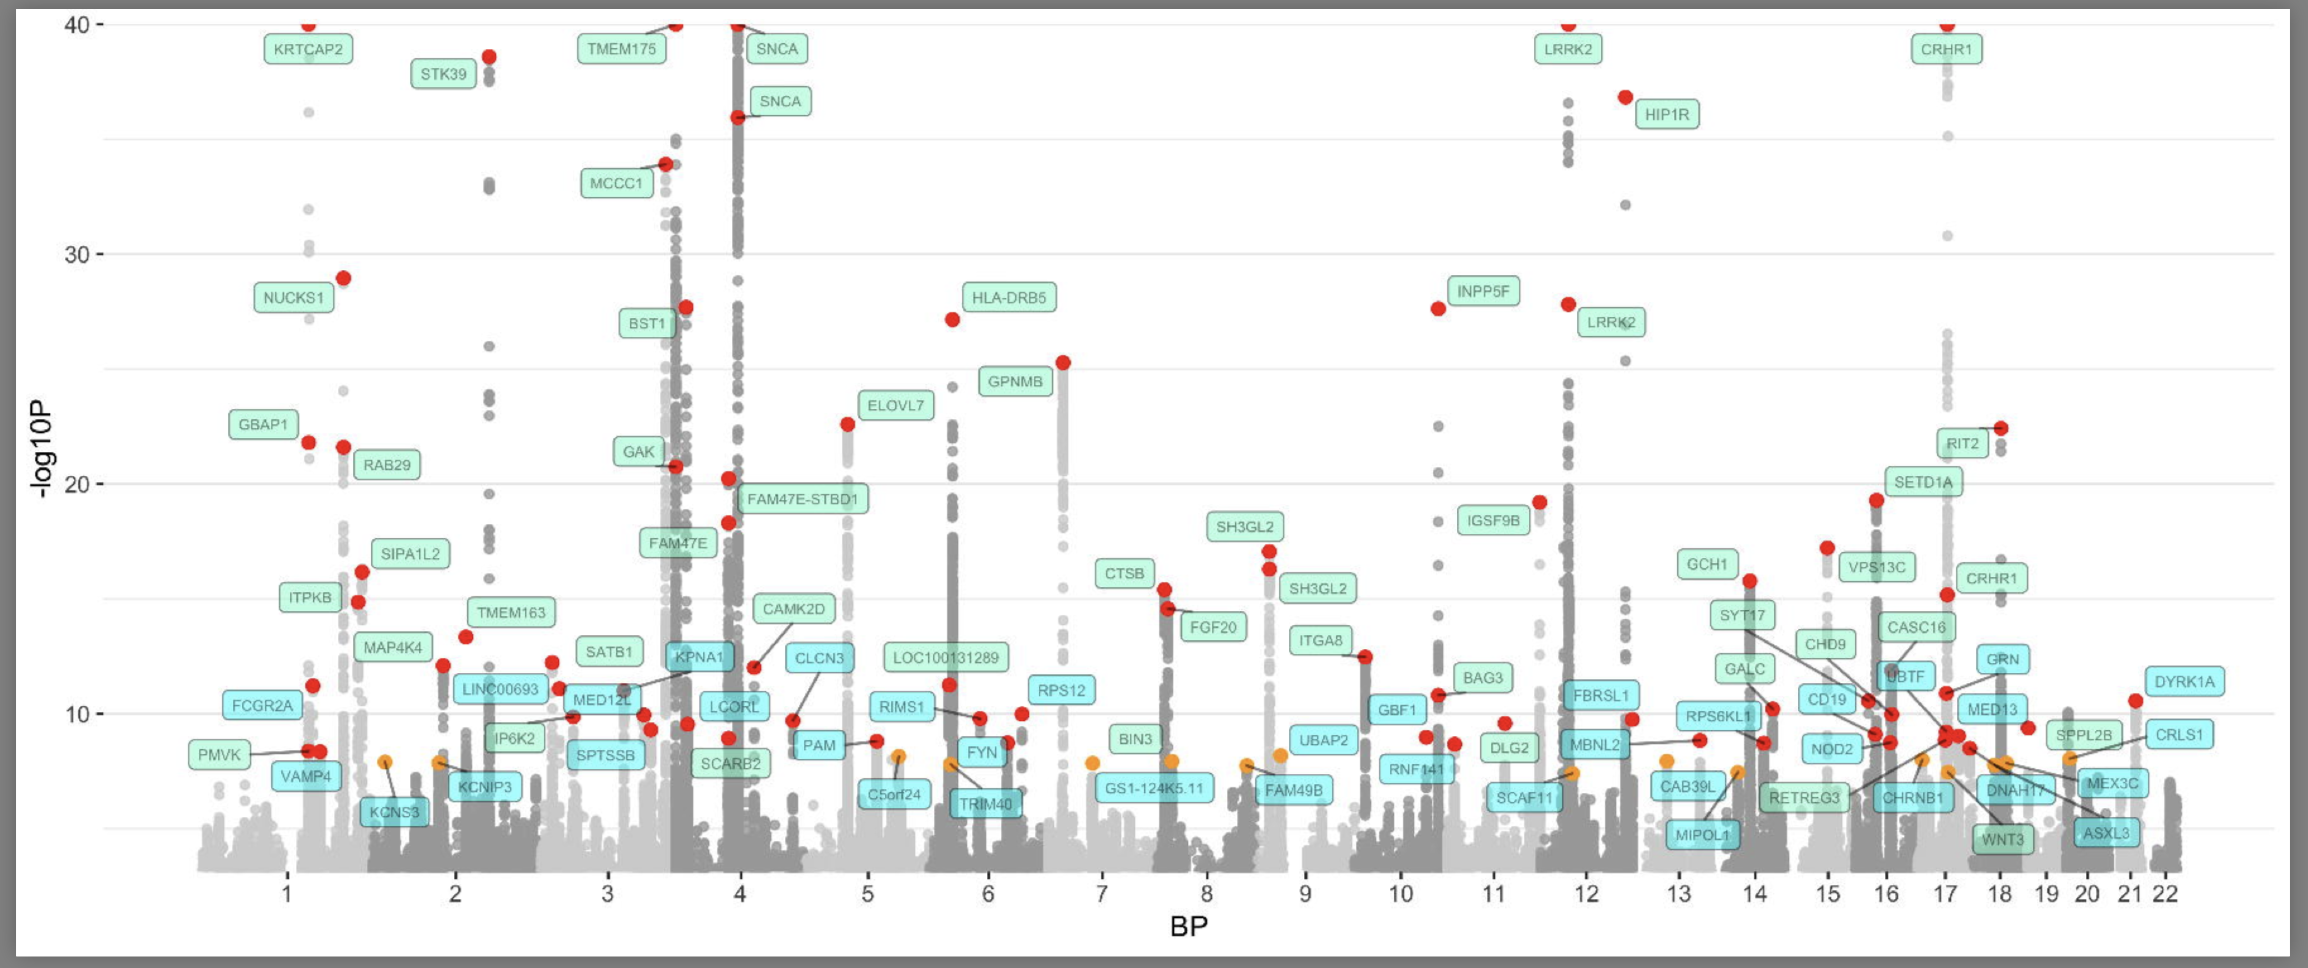 40
KRTCAP2
TMEM175
SNCA
LRRK2
CRHR1
STK39
SNCA
HIP1R
MCCC1
30
NUCKS1
HLA-DRB5
INPP5F
BST1
LRRK2
GPNMB
ELOVL7
GBAP1
RIT2
GAK
RAB29
20
SETD1A
FAM47E-STBD1
IGSF9B
SH3GL2
FAM47E
SIPA1L2
GCH1
VPS13C
CTSB
CRHR1
SH3GL2
ITPKB
TMEM163
CAMK2D
SYT17
FGF20
CASC16
ITGA8
MAP4K4
SATB1
CHD9
KPNA1
CLCN3
LOC100131289
GRN
GALC
UBTF
BAG3
DYRK1A
LINC00693
RPS12
FBRSL1
MED12L
CD19
FCGR2A
LCORL
RIMS1
GBF1
MED13
10
RPS6KL1
CRLS1
SPPL2B
IP6K2
BIN3
UBAP2
PAM
FYN
MBNL2
DLG2
NOD2
PMVK
SPTSSB
SCARB2
RNF141
VAMP4
MEX3C
KCNIP3
GS1-124K5.11
FAM49B
CAB39L
DNAH17
C5orf24
SCAF11
RETREG3
CHRNB1
TRIM40
KCNS3
MIPOL1
ASXL3
WNT3
-log10P
1 2 3 4 5 6 7 8 9 10 11 12 13 14 15 16 17 18 19 20 21 22
BP